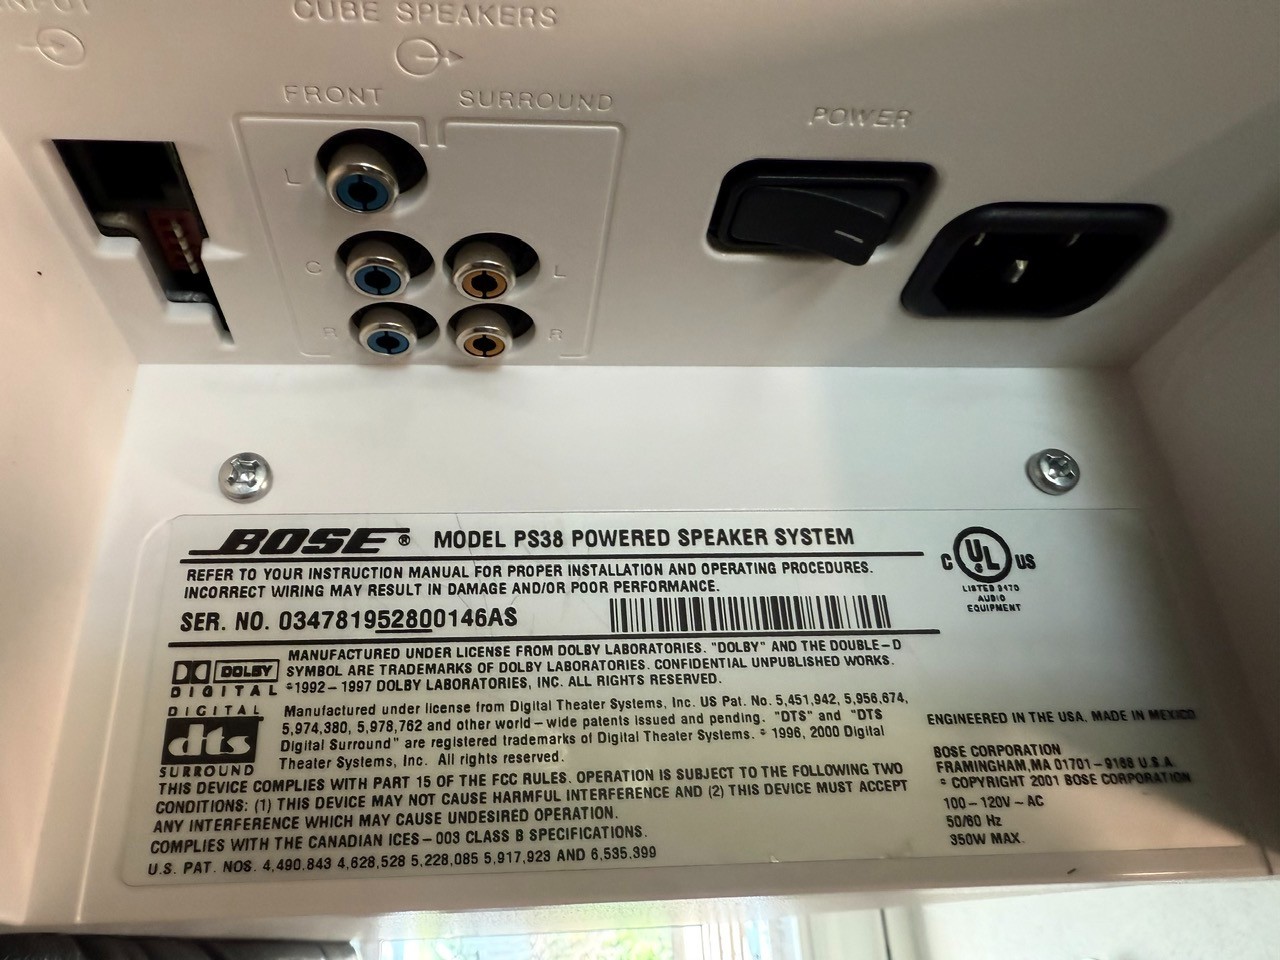 INPUT
CUBE SPEAKERS
FRONT
SURROUND
POWER
L
C
L
R
R
BOSE® MODEL PS38 POWERED SPEAKER SYSTEM
REFER TO YOUR INSTRUCTION MANUAL FOR PROPER INSTALLATION AND OPERATING PROCEDURES.
INCORRECT WIRING MAY RESULT IN DAMAGE AND/OR POOR PERFORMANCE.
SER. NO. 034781952800146AS
C UL US
LISTED 3470
AUDIO
EQUIPMENT
DOLBY
DIGITAL
MANUFACTURED UNDER LICENSE FROM DOLBY LABORATORIES. "DOLBY" AND THE DOUBLE-D
SYMBOL ARE TRADEMARKS OF DOLBY LABORATORIES. CONFIDENTIAL UNPUBLISHED WORKS.
©1992-1997 DOLBY LABORATORIES, INC. ALL RIGHTS RESERVED.
DIGITAL
dts
SURROUND
Manufactured under license from Digital Theater Systems, Inc. US Pat. No. 5,451,942, 5,956,674,
5,974,380, 5,978,762 and other world-wide patents issued and pending. "DTS" and "DTS
Digital Surround" are registered trademarks of Digital Theater Systems. © 1996, 2000 Digital
Theater Systems, Inc. All rights reserved.
THIS DEVICE COMPLIES WITH PART 15 OF THE FCC RULES. OPERATION IS SUBJECT TO THE FOLLOWING TWO
CONDITIONS: (1) THIS DEVICE MAY NOT CAUSE HARMFUL INTERFERENCE AND (2) THIS DEVICE MUST ACCEPT
ANY INTERFERENCE WHICH MAY CAUSE UNDESIRED OPERATION.
COMPLIES WITH THE CANADIAN ICES-003 CLASS B SPECIFICATIONS.
U.S. PAT. NOS. 4,490.843 4,628,528 5,228,085 5,917,923 AND 6,535.399
ENGINEERED IN THE USA. MADE IN MEXICO
BOSE CORPORATION
FRAMINGHAM, MA 01701-9168 U.S.A.
© COPYRIGHT 2001 BOSE CORPORATION
100-120V~AC
50/60 Hz
350W MAX.